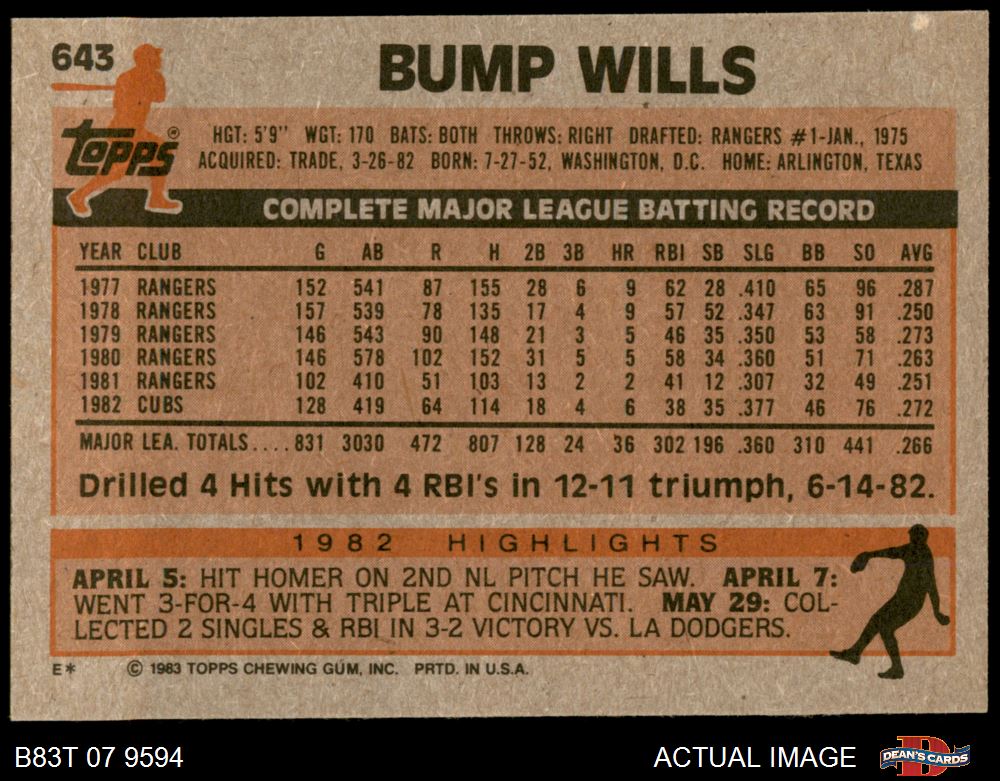 643
BUMP WILLS
Topps®
HGT: 5'9" WGT: 170 BATS: BOTH THROWS: RIGHT DRAFTED: RANGERS #1-JAN., 1975
ACQUIRED: TRADE, 3-26-82 BORN: 7-27-52, WASHINGTON, D.C. HOME: ARLINGTON, TEXAS
COMPLETE MAJOR LEAGUE BATTING RECORD
YEAR CLUB G AB R H 2B 3B HR RBI SB SLG BB SO AVG
1977 RANGERS 152 541 87 155 28 6 9 62 28 .410 65 96 .287
1978 RANGERS 157 539 78 135 17 4 9 57 52 .347 63 91 .250
1979 RANGERS 146 543 90 148 21 3 5 46 35 .350 53 58 .273
1980 RANGERS 146 578 102 152 31 5 5 58 34 .360 51 71 .263
1981 RANGERS 102 410 51 103 13 2 2 41 12 .307 32 49 .251
1982 CUBS 128 419 64 114 18 4 6 38 35 .377 46 76 .272
MAJOR LEA. TOTALS....831 3030 472 807 128 24 36 302 196 .360 310 441 .266
Drilled 4 Hits with 4 RBI's in 12-11 triumph, 6-14-82.
1982 HIGHLIGHTS
APRIL 5: HIT HOMER ON 2ND NL PITCH HE SAW. APRIL 7:
WENT 3-FOR-4 WITH TRIPLE AT CINCINNATI. MAY 29: COL-
LECTED 2 SINGLES & RBI IN 3-2 VICTORY VS. LA DODGERS.
E* © 1983 TOPPS CHEWING GUM, INC. PRTD. IN U.S.A.
B83T 07 9594
ACTUAL IMAGE
DEAN'S CARDS